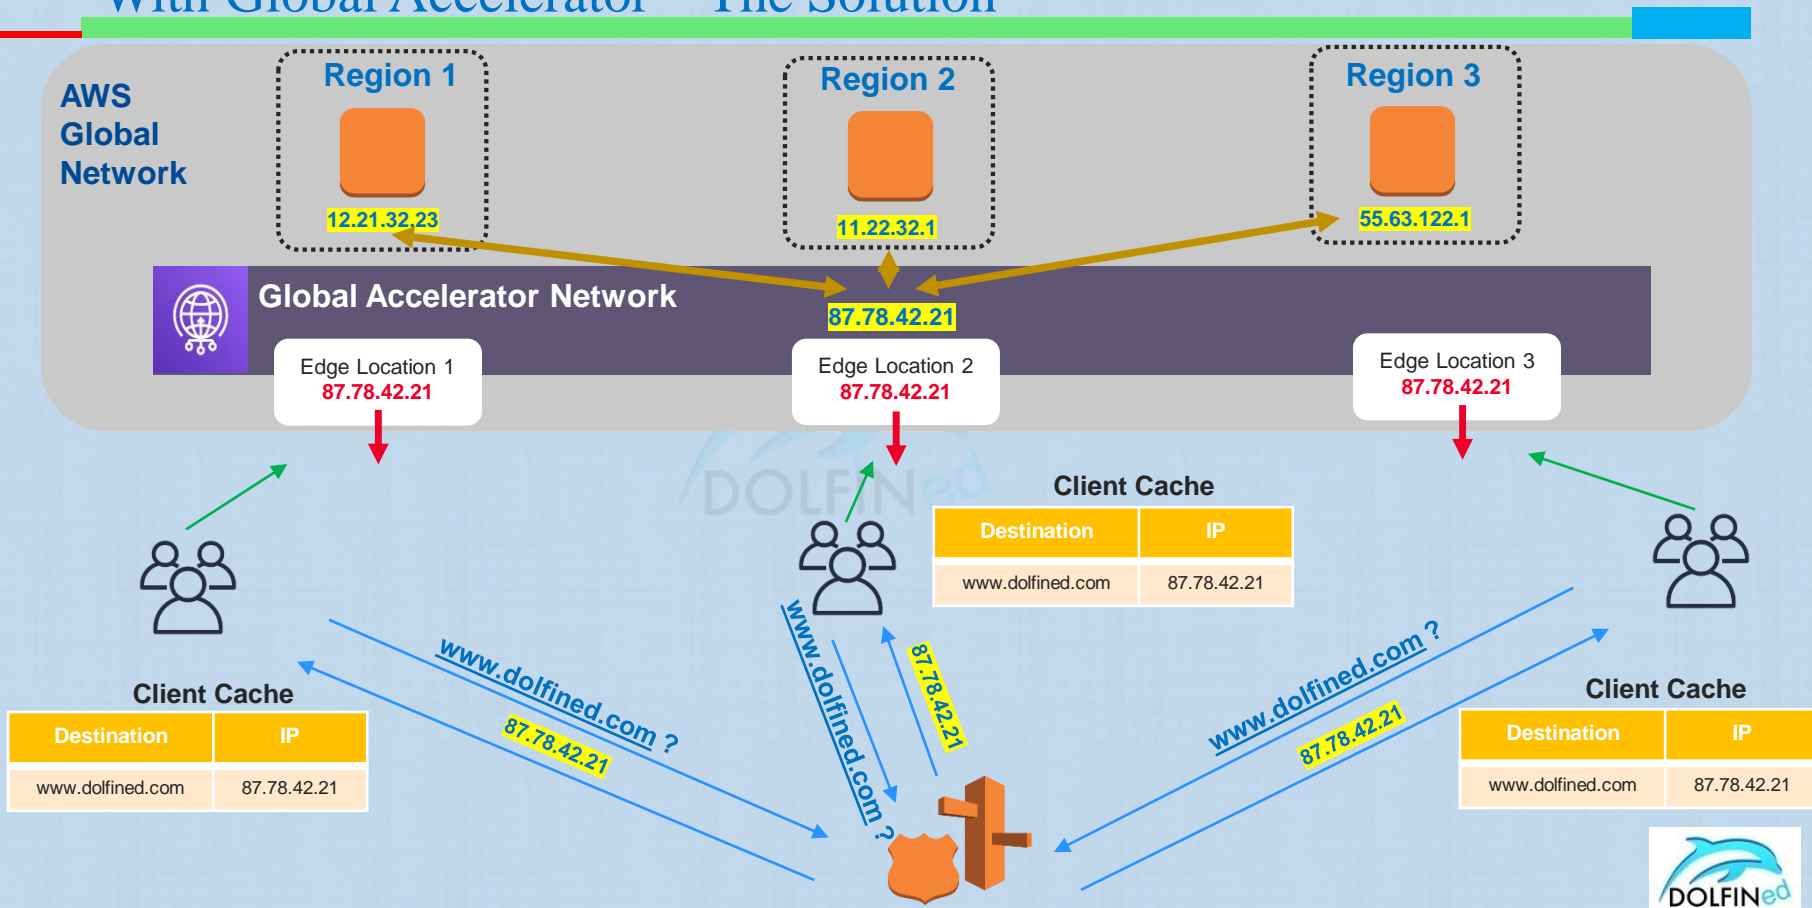 With Global Accelerator – The Solution
AWS
Global
Network
Region 1
Region 2
Region 3
12.21.32.23
11.22.32.1
55.63.122.1
Global Accelerator Network
87.78.42.21
Edge Location 1
87.78.42.21
Edge Location 2
87.78.42.21
Edge Location 3
87.78.42.21
DOLFINed
Client Cache
Destination IP
www.dolfined.com 87.78.42.21
www.dolfined.com ?
87.78.42.21
www.dolfined.com ?
87.78.42.21
www.dolfined.com ?
87.78.42.21
Client Cache
Destination IP
www.dolfined.com 87.78.42.21
Client Cache
Destination IP
www.dolfined.com 87.78.42.21
DOLFINed